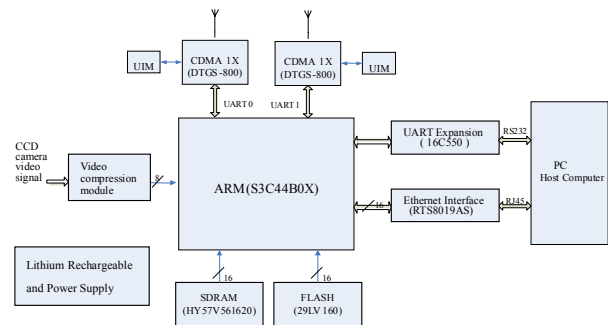 CDMA 1X
(DTGS-800)
UIM
CDMA 1X
(DTGS-800)
UIM
UART 0
UART 1
CCD
camera
video
signal
Video
compression
module
8
ARM(S3C44B0X)
UART Expansion
( 16C550 )
RS232
PC
Host Computer
16
Ethernet Interface
(RTS8019AS)
RJ45
Lithium Rechargeable
and Power Supply
16
16
SDRAM
(HY57V561620)
FLASH
(29LV160)